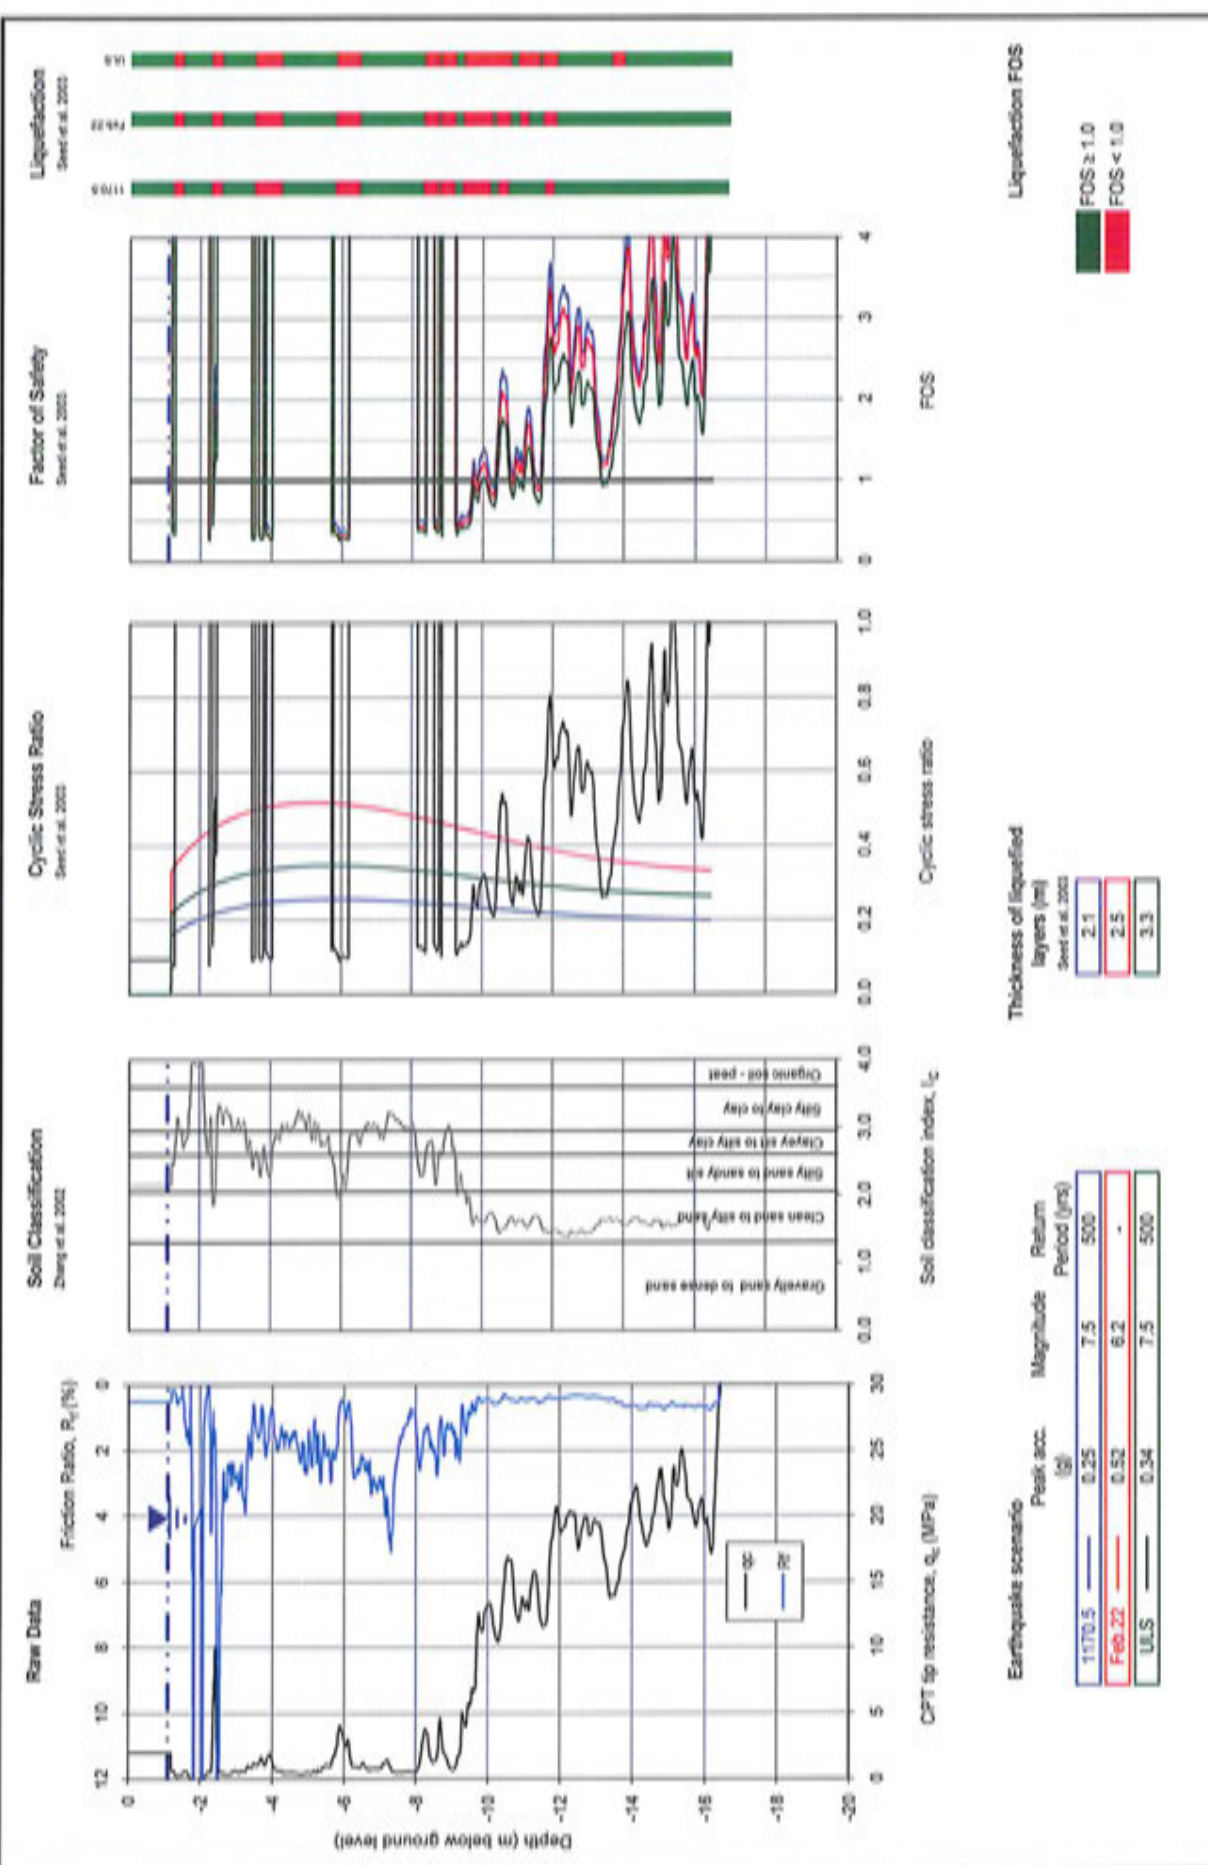 Raw Data
Friction Ratio, Rf (%)
12 10 8 6 4 2 0
0
-2
-4
-6
-8
-10
-12
-14
-16
-18
-20
Depth (m below ground level)
qc
Rf
0 5 10 15 20 25 30
CPT tip resistance, qc (MPa)
Soil Classification
Zhang et al. 2002
Gravelly sand to dense sand
Clean sand to silty sand
Silty sand to sandy silt
Clayey silt to silty clay
Silty clay to clay
Organic soil - peat
0.0 1.0 2.0 3.0 4.0
Soil classification index, Ic
Cyclic Stress Ratio
Seed et al. 2003
0.0 0.2 0.4 0.6 0.8 1.0
Cyclic stress ratio
Factor of Safety
Seed et al. 2003
0 1 2 3 4
FOS
Liquefaction
Seed et al. 2003
1170.5 Feb.22 ULS
Earthquake scenario
Peak acc. (g) Magnitude Return Period (yrs)
1170.5 0.25 7.5 500
Feb.22 0.52 6.2 -
ULS 0.34 7.5 500
Thickness of liquefied
layers (m)
Seed et al. 2003
2.1
2.5
3.3
Liquefaction FOS
FOS ≥ 1.0
FOS < 1.0